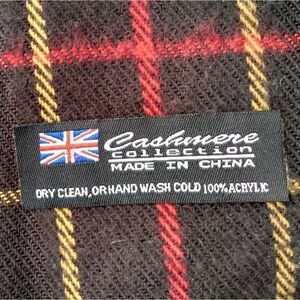 Cashmere
collection
MADE IN CHINA
DRY CLEAN, OR HAND WASH COLD 100% ACRYLIC